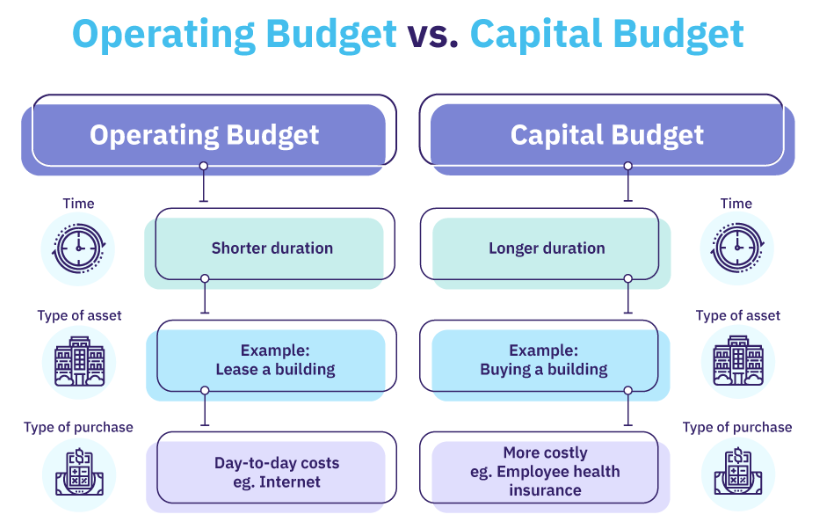 Operating Budget vs. Capital Budget
Operating Budget
Capital Budget
Time
Shorter duration
Longer duration
Time
Type of asset
Example:
Lease a building
Example:
Buying a building
Type of asset
Type of purchase
Day-to-day costs
eg. Internet
More costly
eg. Employee health
insurance
Type of purchase